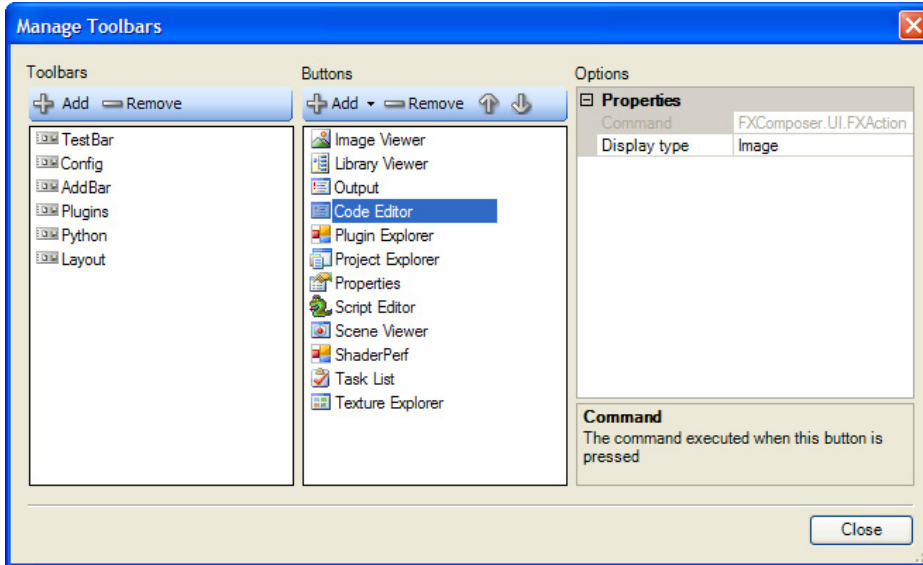 Manage Toolbars
Toolbars
Add Remove
TestBar
Config
AddBar
Plugins
Python
Layout
Buttons
Add Remove
Image Viewer
Library Viewer
Output
Code Editor
Plugin Explorer
Project Explorer
Properties
Script Editor
Scene Viewer
ShaderPerf
Task List
Texture Explorer
Options
Properties
Command FXComposer.UI.FXAction
Display type Image
Command
The command executed when this button is
pressed
Close